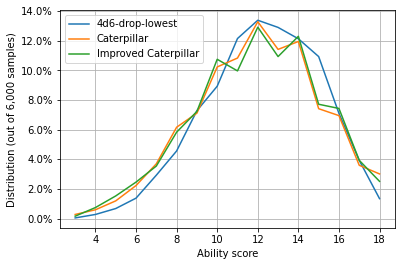 14.0%
12.0%
10.0%
8.0%
6.0%
4.0%
2.0%
0.0%
Distribution (out of 6,000 samples)
4d6-drop-lowest
Caterpillar
Improved Caterpillar
4 6 8 10 12 14 16 18
Ability score